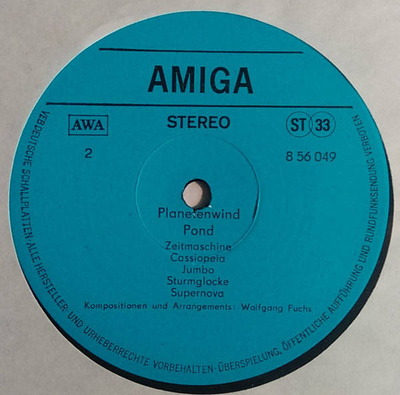 AMIGA
AWA
STEREO
ST 33
2
8 56 049
Planetenwind
Pond
Zeitmaschine
Cassiopeia
Jumbo
Sturmglocke
Supernova
Kompositionen und Arrangements: Wolfgang Fuchs
VEB DEUTSCHE SCHALLPLATTEN · ALLE HERSTELLER- UND URHEBERRECHTE VORBEHALTEN · ÜBERSPIELUNG, ÖFFENTLICHE AUFFÜHRUNG UND RUNDFUNKSENDUNG VERBOTEN